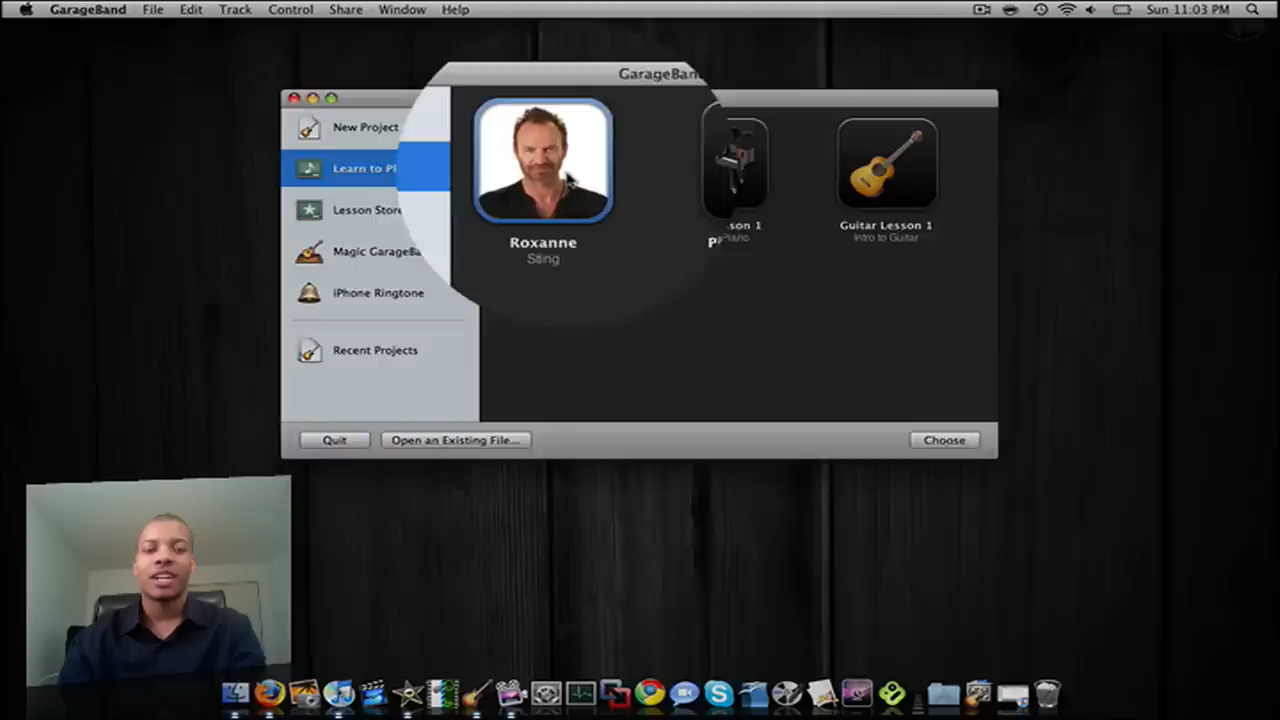 GarageBand File Edit Track Control Share Window Help Sun 11:03 PM
GarageBan
New Project
Learn to Pl
Lesson Store
Magic GarageBa
iPhone Ringtone
Recent Projects
Roxanne
Sting
P
son 1
Piano
Guitar Lesson 1
Intro to Guitar
Quit Open an Existing File... Choose